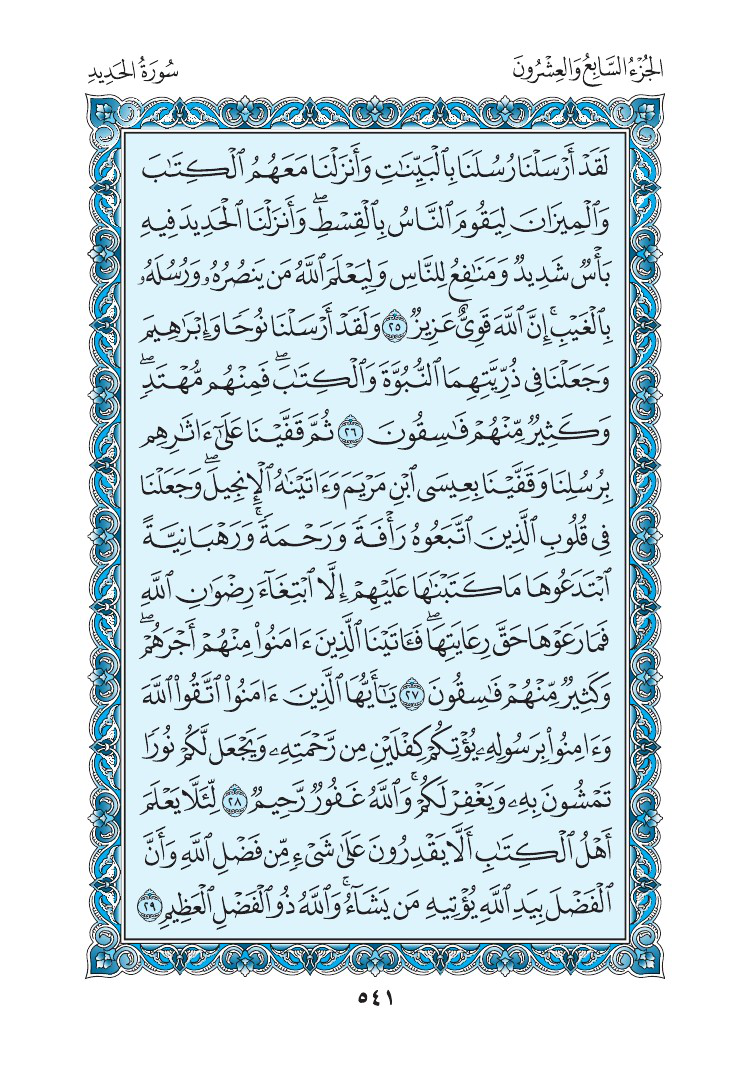 الجُزْءُ السَّابِعُ وَالعِشْرُونَ
سُورَةُ الحَدِيدِ
لَقَدْ أَرْسَلْنَا رُسُلَنَا بِٱلْبَيِّنَٰتِ وَأَنزَلْنَا مَعَهُمُ ٱلْكِتَٰبَ
وَٱلْمِيزَانَ لِيَقُومَ ٱلنَّاسُ بِٱلْقِسْطِۖ وَأَنزَلْنَا ٱلْحَدِيدَ فِيهِ
بَأْسٌ شَدِيدٌ وَمَنَٰفِعُ لِلنَّاسِ وَلِيَعْلَمَ ٱللَّهُ مَن يَنصُرُهُۥ وَرُسُلَهُۥ
بِٱلْغَيْبِۚ إِنَّ ٱللَّهَ قَوِىٌّ عَزِيزٌ ٢٥ وَلَقَدْ أَرْسَلْنَا نُوحًا وَإِبْرَٰهِيمَ
وَجَعَلْنَا فِى ذُرِّيَّتِهِمَا ٱلنُّبُوَّةَ وَٱلْكِتَٰبَۖ فَمِنْهُم مُّهْتَدٍۖ
وَكَثِيرٌ مِّنْهُمْ فَٰسِقُونَ ٢٦ ثُمَّ قَفَّيْنَا عَلَىٰٓ ءَاثَٰرِهِم
بِرُسُلِنَا وَقَفَّيْنَا بِعِيسَى ٱبْنِ مَرْيَمَ وَءَاتَيْنَٰهُ ٱلْإِنجِيلَۖ وَجَعَلْنَا
فِى قُلُوبِ ٱلَّذِينَ ٱتَّبَعُوهُ رَأْفَةً وَرَحْمَةًۚ وَرَهْبَانِيَّةً
ٱبْتَدَعُوهَا مَا كَتَبْنَٰهَا عَلَيْهِمْ إِلَّا ٱبْتِغَآءَ رِضْوَٰنِ ٱللَّهِ
فَمَا رَعَوْهَا حَقَّ رِعَايَتِهَاۖ فَـَٔاتَيْنَا ٱلَّذِينَ ءَامَنُوا۟ مِنْهُمْ أَجْرَهُمْۖ
وَكَثِيرٌ مِّنْهُمْ فَٰسِقُونَ ٢٧ يَٰٓأَيُّهَا ٱلَّذِينَ ءَامَنُوا۟ ٱتَّقُوا۟ ٱللَّهَ
وَءَامِنُوا۟ بِرَسُولِهِۦ يُؤْتِكُمْ كِفْلَيْنِ مِن رَّحْمَتِهِۦ وَيَجْعَل لَّكُمْ نُورًا
تَمْشُونَ بِهِۦ وَيَغْفِرْ لَكُمْۚ وَٱللَّهُ غَفُورٌ رَّحِيمٌ ٢٨ لِّئَلَّا يَعْلَمَ
أَهْلُ ٱلْكِتَٰبِ أَلَّا يَقْدِرُونَ عَلَىٰ شَىْءٍ مِّن فَضْلِ ٱللَّهِ وَأَنَّ
ٱلْفَضْلَ بِيَدِ ٱللَّهِ يُؤْتِيهِ مَن يَشَآءُۚ وَٱللَّهُ ذُو ٱلْفَضْلِ ٱلْعَظِيمِ ٢٩
٥٤١